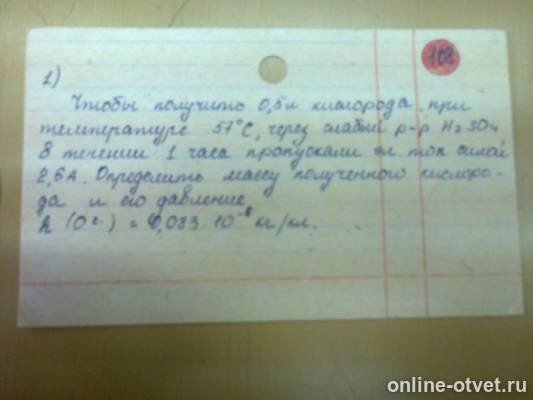 108
1)
Чтобы получить 0,5л кислорода при
температуре 57°С, через слабый р-р H2SO4
в течении 1 часа пропускали эл. ток силой
2,6А. Определить массу полученного кислоро-
да и его давление,
k (O2) = 0,083·10⁻⁶ кг/кл.
online-otvet.ru